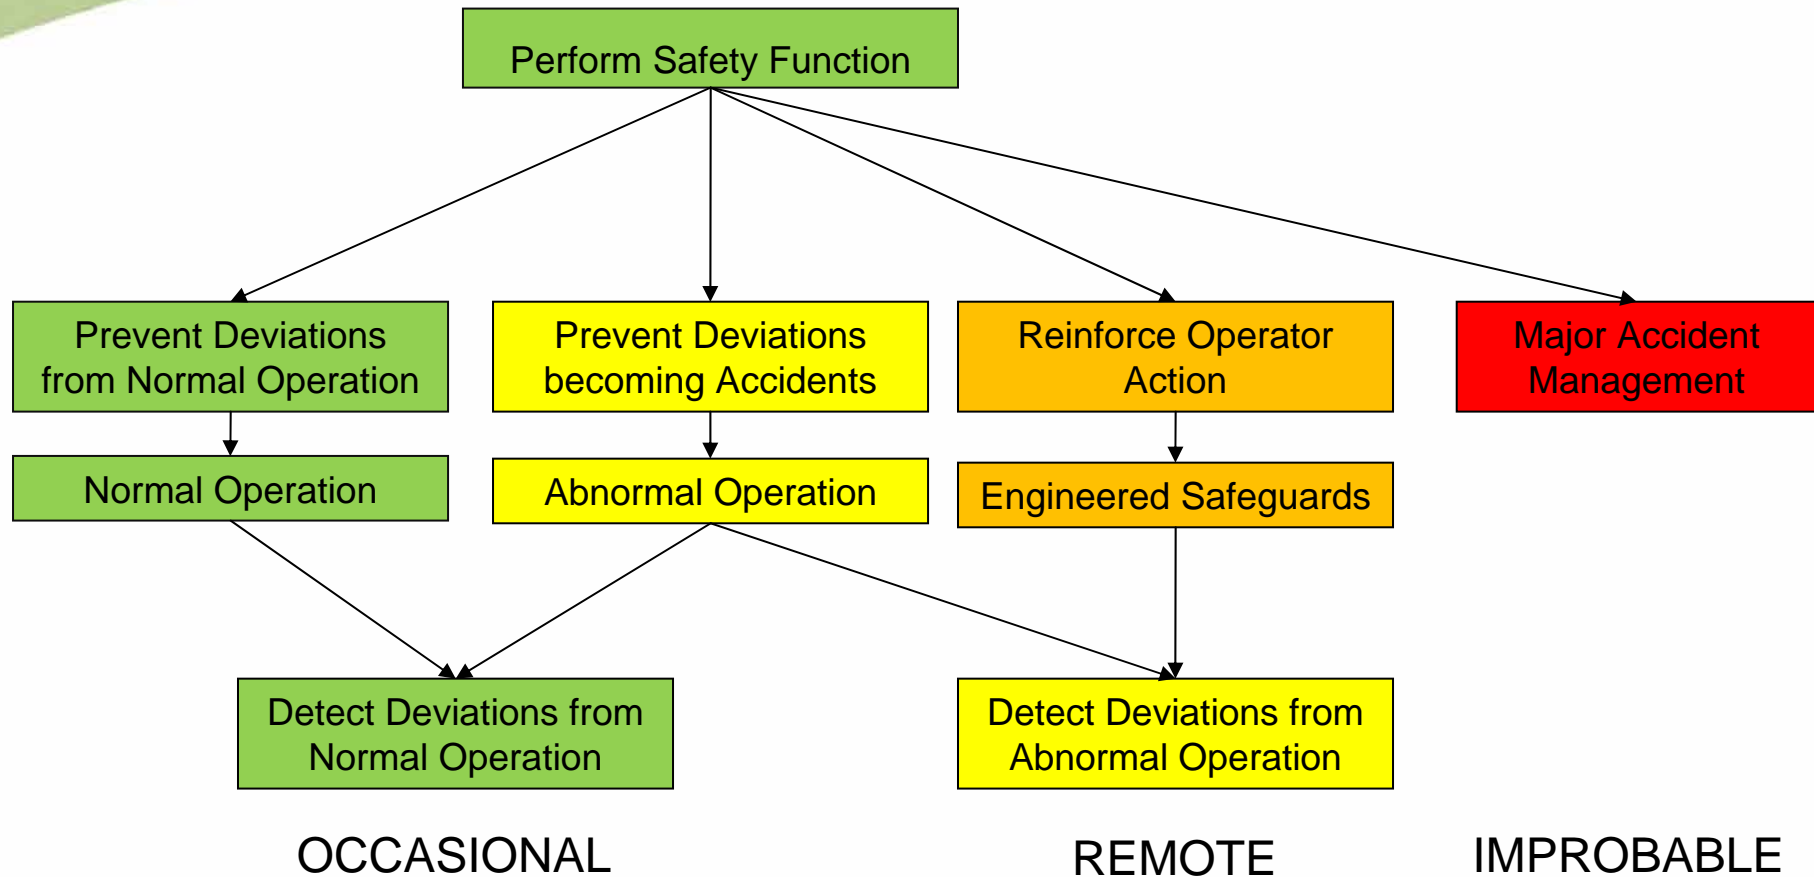 Perform Safety Function
Prevent Deviations
from Normal Operation
Prevent Deviations
becoming Accidents
Reinforce Operator
Action
Major Accident
Management
Normal Operation
Abnormal Operation
Engineered Safeguards
Detect Deviations from
Normal Operation
Detect Deviations from
Abnormal Operation
OCCASIONAL
REMOTE
IMPROBABLE